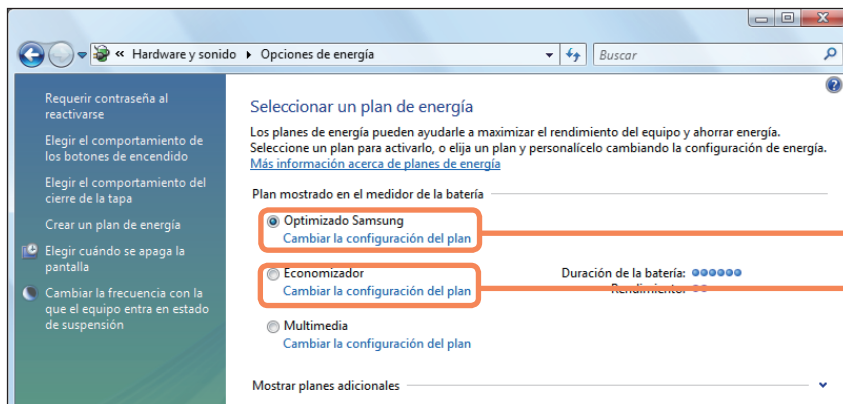 « Hardware y sonido ▸ Opciones de energía
Buscar
Requerir contraseña al
reactivarse
Elegir el comportamiento de
los botones de encendido
Elegir el comportamiento del
cierre de la tapa
Crear un plan de energía
Elegir cuándo se apaga la
pantalla
Cambiar la frecuencia con la
que el equipo entra en estado
de suspensión
Seleccionar un plan de energía
Los planes de energía pueden ayudarle a maximizar el rendimiento del equipo y ahorrar energía.
Seleccione un plan para activarlo, o elija un plan y personalícelo cambiando la configuración de energía.
Más información acerca de planes de energía
Plan mostrado en el medidor de la batería
Optimizado Samsung
Cambiar la configuración del plan
Economizador
Duración de la batería:
Cambiar la configuración del plan
Rendimiento:
Multimedia
Cambiar la configuración del plan
Mostrar planes adicionales